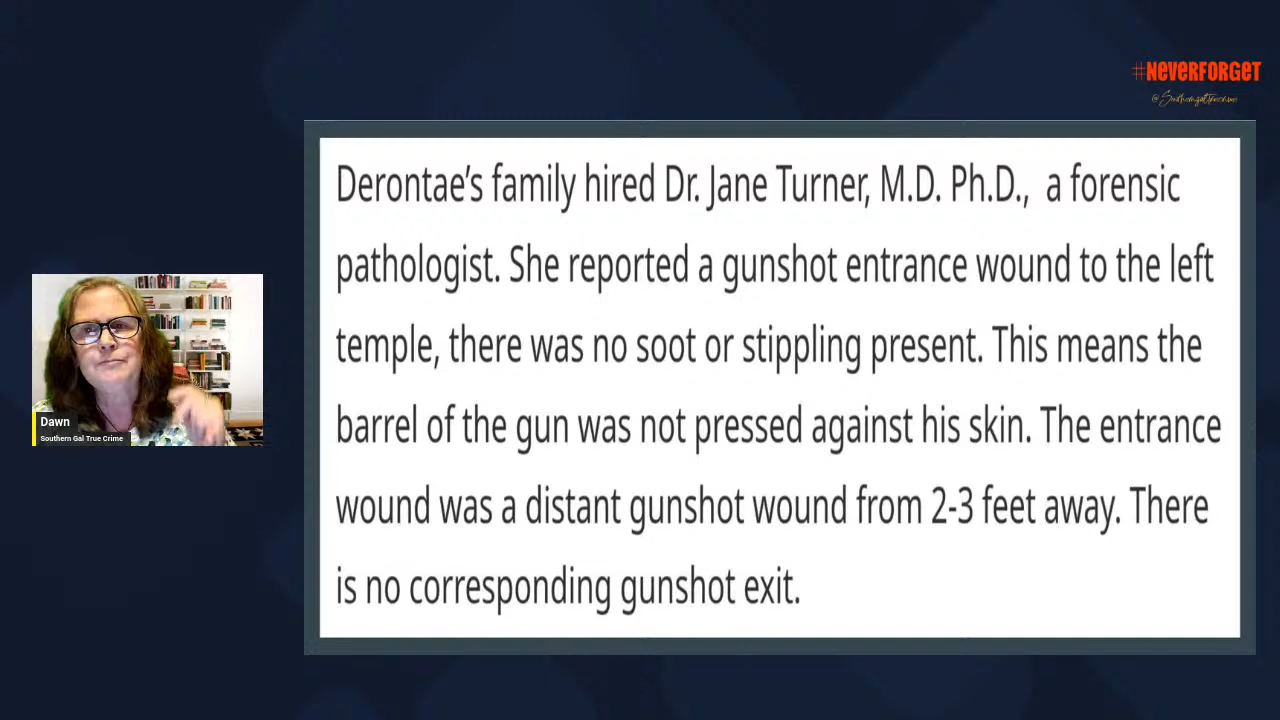 #NEVERFORGET
@Southerngaltruecrime
Derontae’s family hired Dr. Jane Turner, M.D. Ph.D.,  a forensic
pathologist. She reported a gunshot entrance wound to the left
temple, there was no soot or stippling present. This means the
barrel of the gun was not pressed against his skin. The entrance
wound was a distant gunshot wound from 2-3 feet away. There
is no corresponding gunshot exit.
Dawn
Southern Gal True Crime